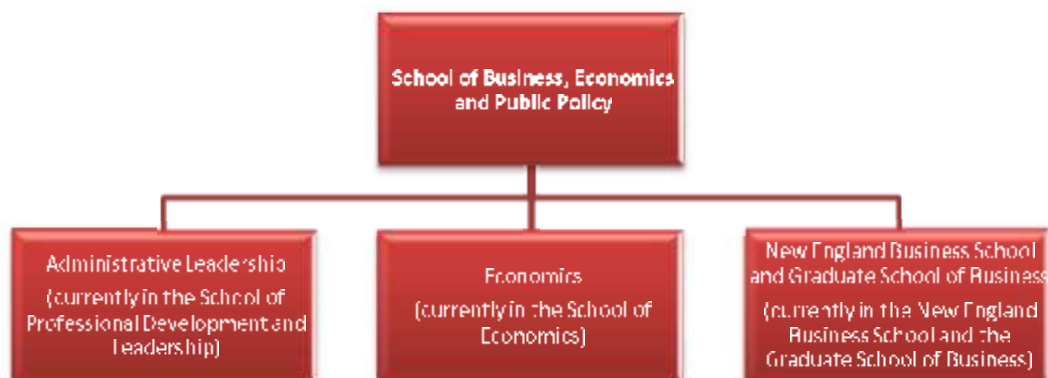 School of Business, Economics
and Public Policy
Administrative Leadership
(currently in the School of
Professional Development and
Leadership)
Economics
(currently in the School of
Economics)
New England Business School
and Graduate School of Business
(currently in the New England
Business School and the
Graduate School of Business)